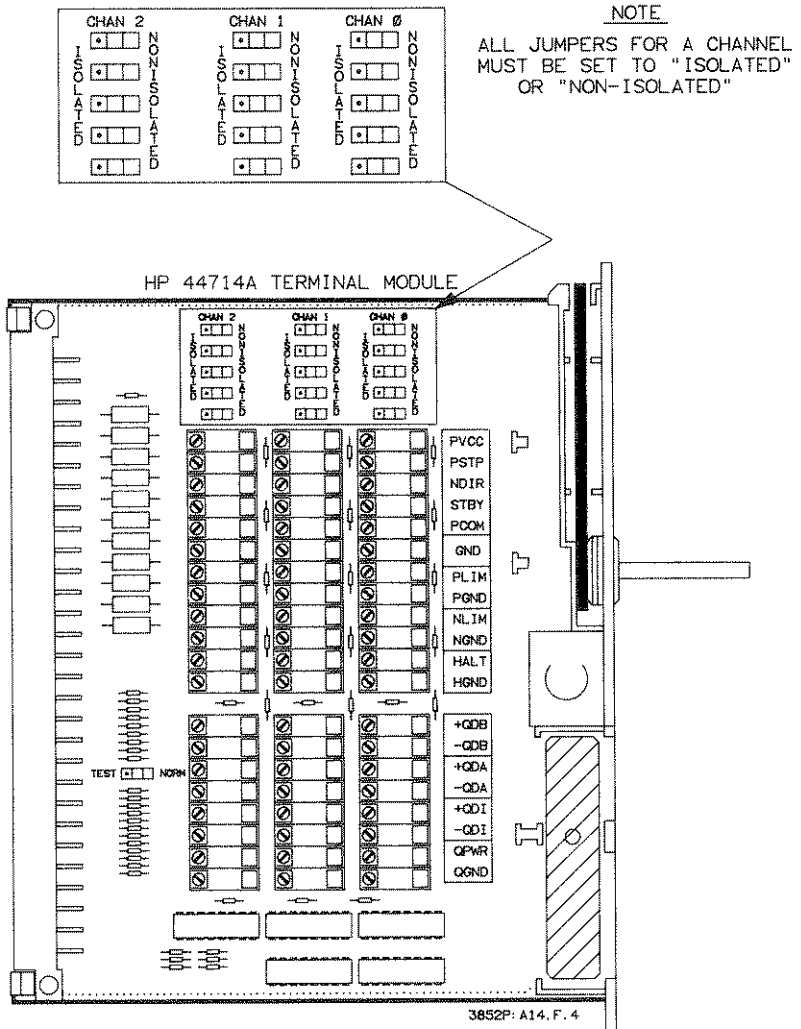 CHAN 2 CHAN 1 CHAN Ø
ISOLATED NONISOLATED ISOLATED NONISOLATED ISOLATED NONISOLATED
NOTE
ALL JUMPERS FOR A CHANNEL
MUST BE SET TO "ISOLATED"
OR "NON-ISOLATED"
HP 44714A TERMINAL MODULE
CHAN 2 CHAN 1 CHAN Ø
ISOLATED NONISOLATED ISOLATED NONISOLATED ISOLATED NONISOLATED
PVCC
PSTP
NDIR
STBY
PCOM
GND
PLIM
PGND
NLIM
NGND
HALT
HGND
+QDB
-QDB
+QDA
-QDA
+QDI
-QDI
QPWR
QGND
TEST NORM
3852P:A14.F.4